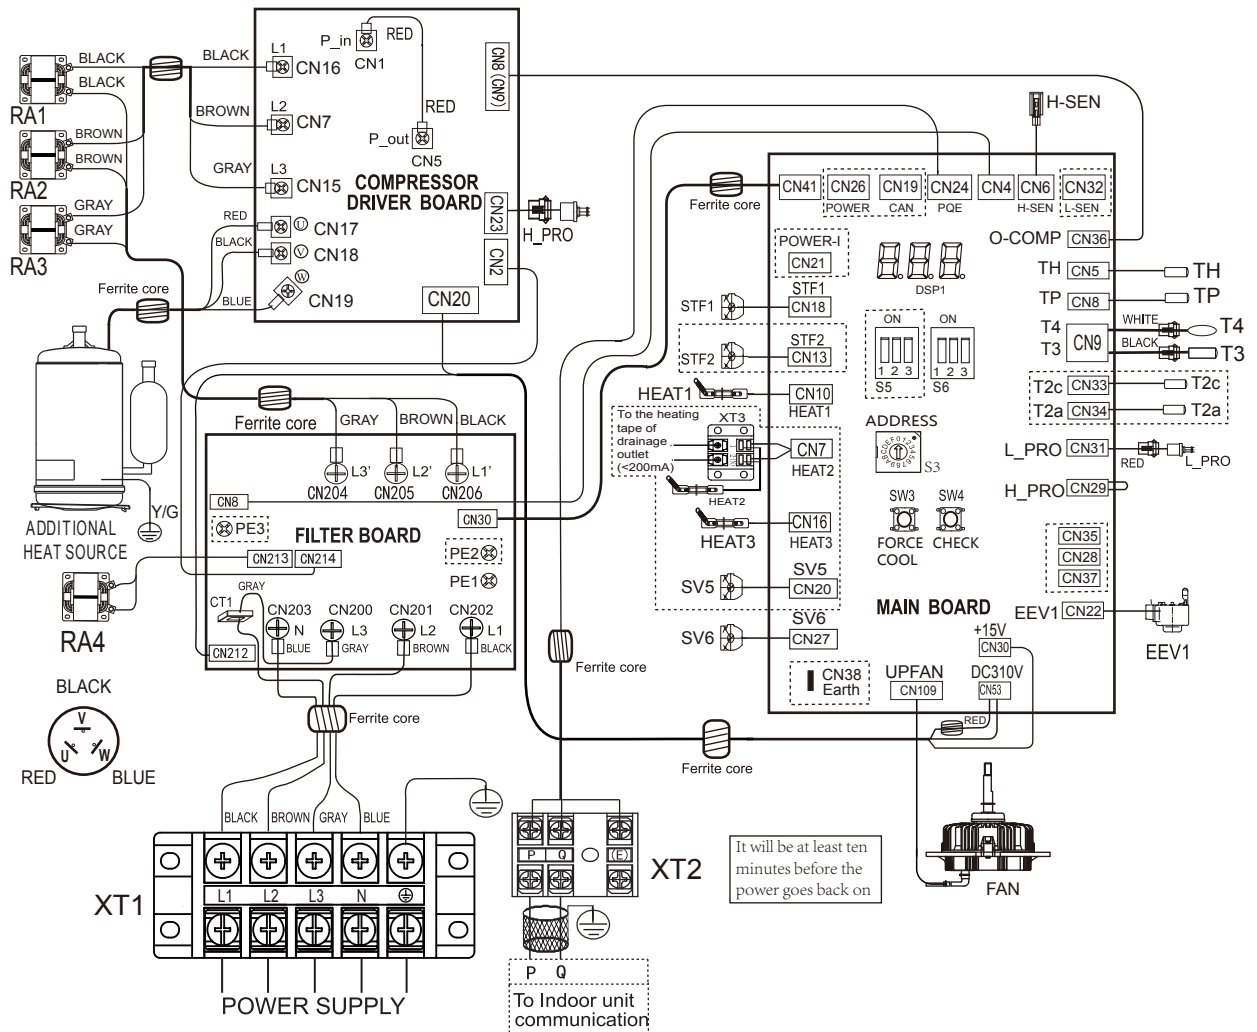 BLACK
BLACK
RA1
BROWN
BROWN
RA2
GRAY
GRAY
RA3
BLACK
BROWN
GRAY
L1
CN16
L2
CN7
L3
CN15
P_in
CN1
RED
RED
P_out
CN5
CN8 (CN9)
COMPRESSOR
DRIVER BOARD
RED
U
CN17
BLACK
V
CN18
BLUE
W
CN19
CN23
CN2
CN20
H_PRO
Ferrite core
ADDITIONAL
HEAT SOURCE
Y/G
RA4
BLACK
V
U
W
RED
BLUE
Ferrite core
GRAY
BROWN
BLACK
L3'
L2'
L1'
CN204
CN205
CN206
CN8
CN30
PE3
FILTER BOARD
CN213
CN214
PE2
PE1
CT1
GRAY
CN203
CN200
CN201
CN202
N
L3
L2
L1
BLUE
GRAY
BROWN
BLACK
CN212
Ferrite core
BLACK
BROWN
GRAY
BLUE
XT1
L1
L2
L3
N
POWER SUPPLY
Ferrite core
Ferrite core
Ferrite core
P
Q
(E)
XT2
P
Q
To Indoor unit
communication
It will be at least ten
minutes before the
power goes back on
H-SEN
CN41
CN26
POWER
CN19
CAN
CN24
PQE
CN4
CN6
H-SEN
CN32
L-SEN
POWER-I
CN21
DSP1
O-COMP
CN36
TH
CN5
TH
TP
CN8
TP
T4
T3
CN9
WHITE
BLACK
T4
T3
STF1
STF1
CN18
STF2
STF2
CN13
ON
1 2 3
S5
ON
1 2 3
S6
T2c
CN33
T2c
T2a
CN34
T2a
HEAT1
CN10
HEAT1
To the heating
tape of
drainage
outlet
(<200mA)
XT3
CN7
HEAT2
HEAT2
ADDRESS
0123456789ABCDEF
S3
L_PRO
CN31
RED
L_PRO
H_PRO
CN29
HEAT3
CN16
HEAT3
SW3
FORCE
COOL
SW4
CHECK
CN35
CN28
CN37
SV5
SV5
CN20
MAIN BOARD
EEV1
CN22
EEV1
SV6
SV6
CN27
+15V
CN30
CN38
Earth
UPFAN
CN109
DC310V
CN53
RED
FAN